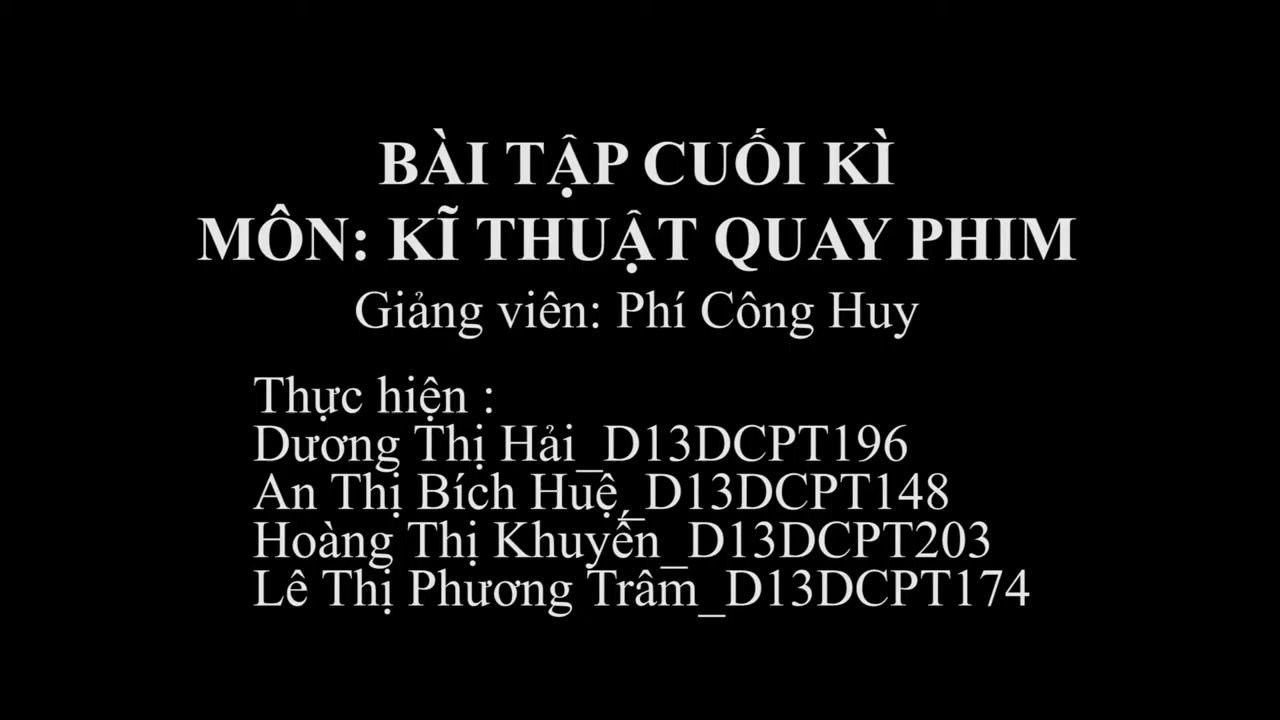 BÀI TẬP CUỐI KÌ
MÔN: KĨ THUẬT QUAY PHIM
Giảng viên: Phí Công Huy
Thực hiện :
Dương Thị Hải_D13DCPT196
An Thị Bích Huệ_D13DCPT148
Hoàng Thị Khuyến_D13DCPT203
Lê Thị Phương Trâm_D13DCPT174